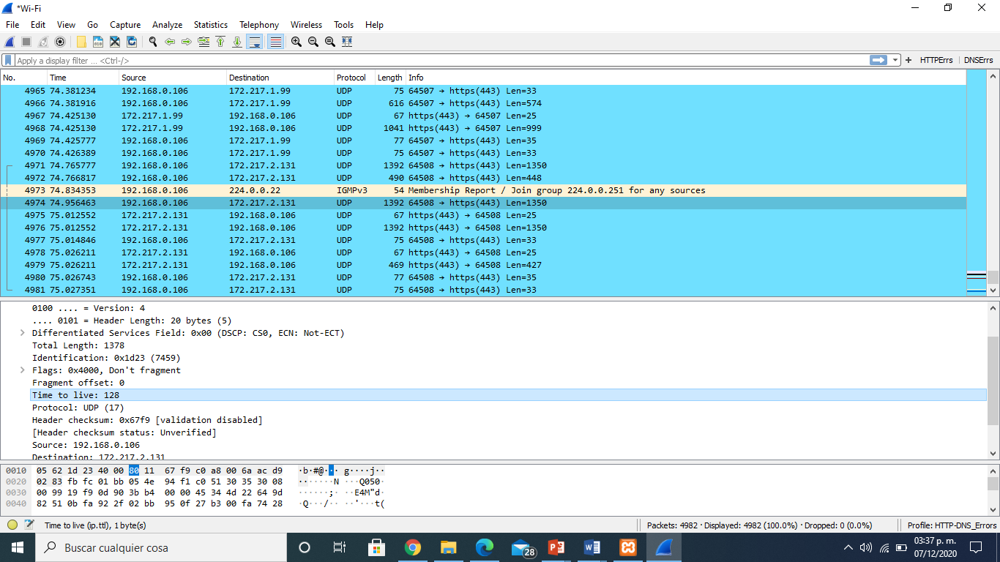 *Wi-Fi
File Edit View Go Capture Analyze Statistics Telephony Wireless Tools Help
Apply a display filter ... <Ctrl-/> + HTTPErrs DNSErrs
No. Time Source Destination Protocol Length Info
4965 74.381234 192.168.0.106 172.217.1.99 UDP 75 64507 → https(443) Len=33
4966 74.381916 192.168.0.106 172.217.1.99 UDP 616 64507 → https(443) Len=574
4967 74.425130 172.217.1.99 192.168.0.106 UDP 67 https(443) → 64507 Len=25
4968 74.425130 172.217.1.99 192.168.0.106 UDP 1041 https(443) → 64507 Len=999
4969 74.425777 192.168.0.106 172.217.1.99 UDP 77 64507 → https(443) Len=35
4970 74.426389 192.168.0.106 172.217.1.99 UDP 75 64507 → https(443) Len=33
4971 74.765777 192.168.0.106 172.217.2.131 UDP 1392 64508 → https(443) Len=1350
4972 74.766817 192.168.0.106 172.217.2.131 UDP 490 64508 → https(443) Len=448
4973 74.834353 192.168.0.106 224.0.0.22 IGMPv3 54 Membership Report / Join group 224.0.0.251 for any sources
4974 74.956463 192.168.0.106 172.217.2.131 UDP 1392 64508 → https(443) Len=1350
4975 75.012552 172.217.2.131 192.168.0.106 UDP 67 https(443) → 64508 Len=25
4976 75.012552 172.217.2.131 192.168.0.106 UDP 1392 https(443) → 64508 Len=1350
4977 75.014846 192.168.0.106 172.217.2.131 UDP 75 64508 → https(443) Len=33
4978 75.026211 172.217.2.131 192.168.0.106 UDP 67 https(443) → 64508 Len=25
4979 75.026211 172.217.2.131 192.168.0.106 UDP 469 https(443) → 64508 Len=427
4980 75.026743 192.168.0.106 172.217.2.131 UDP 77 64508 → https(443) Len=35
4981 75.027351 192.168.0.106 172.217.2.131 UDP 75 64508 → https(443) Len=33
0100 .... = Version: 4
.... 0101 = Header Length: 20 bytes (5)
Differentiated Services Field: 0x00 (DSCP: CS0, ECN: Not-ECT)
Total Length: 1378
Identification: 0x1d23 (7459)
Flags: 0x4000, Don't fragment
Fragment offset: 0
Time to live: 128
Protocol: UDP (17)
Header checksum: 0x67f9 [validation disabled]
[Header checksum status: Unverified]
Source: 192.168.0.106
Destination: 172.217.2.131
0010 05 62 1d 23 40 00 80 11 67 f9 c0 a8 00 6a ac d9 ·b·#@··· g····j··
0020 02 83 fb fc 01 bb 05 4e 94 f1 c0 51 30 35 30 08 ·······N ···Q050·
0030 00 99 19 f9 0d 90 3b b4 00 00 45 34 4d 22 64 9d ······;· ··E4M"d·
0040 82 51 0b fa 92 2f 02 bb 95 0f 27 b3 00 fa 74 28 ·Q···/·· ··'···t(
Time to live (ip.ttl), 1 byte(s) Packets: 4982 · Displayed: 4982 (100.0%) · Dropped: 0 (0.0%) Profile: HTTP-DNS_Errors
Buscar cualquier cosa 28 03:37 p. m.
07/12/2020